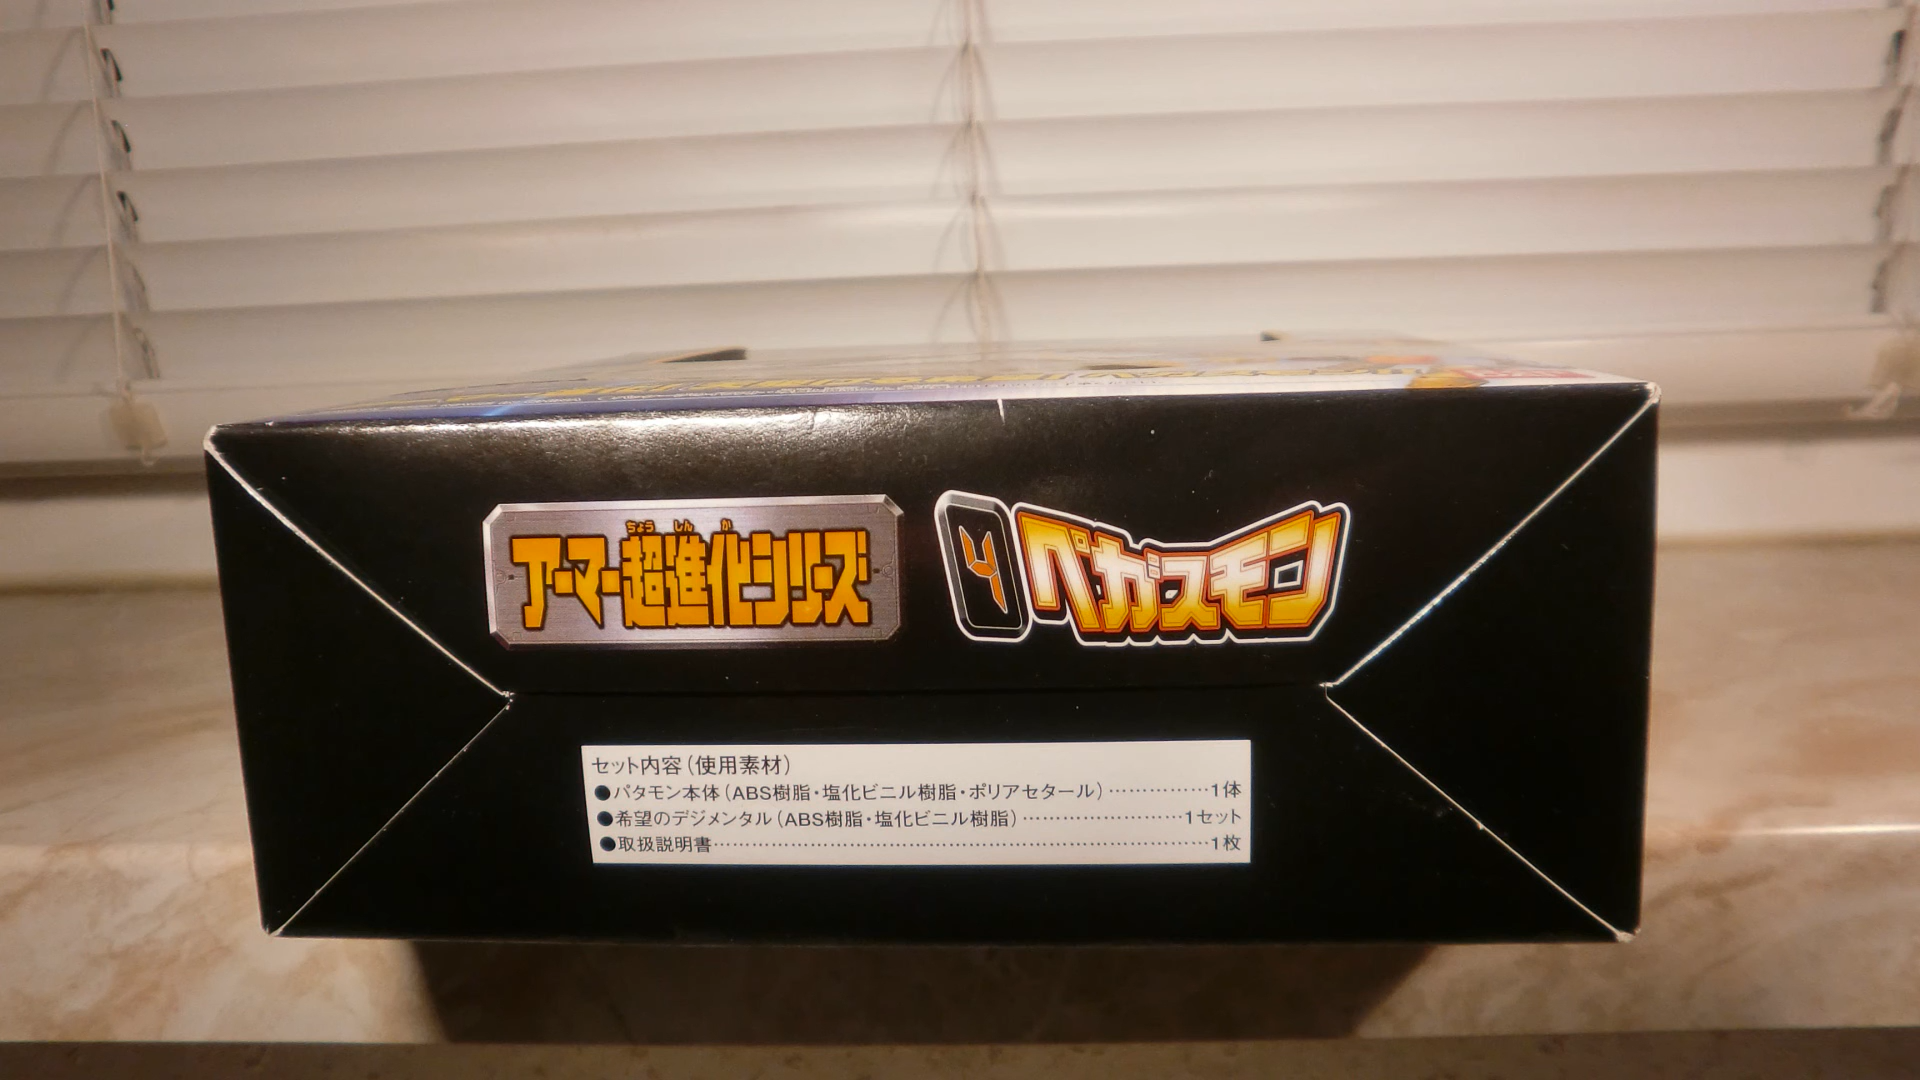 ちょう しん か
アーマー超進化シリーズ
ペガスモン
セット内容(使用素材)
●パタモン本体(ABS樹脂・塩化ビニル樹脂・ポリアセタール)……………1体
●希望のデジメンタル(ABS樹脂・塩化ビニル樹脂)……………………1セット
●取扱説明書………………………………………………………………………1枚